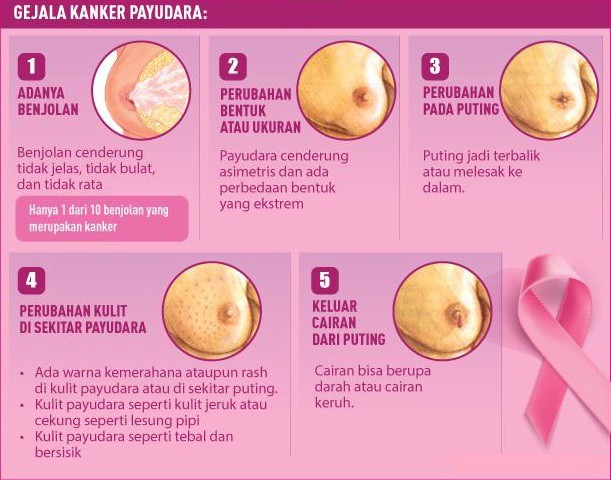 GEJALA KANKER PAYUDARA:
1
ADANYA
BENJOLAN
Benjolan cenderung
tidak jelas, tidak bulat,
dan tidak rata
Hanya 1 dari 10 benjolan yang
merupakan kanker
2
PERUBAHAN
BENTUK
ATAU UKURAN
Payudara cenderung
asimetris dan ada
perbedaan bentuk
yang ekstrem
3
PERUBAHAN
PADA PUTING
Puting jadi terbalik
atau melesak ke
dalam.
4
PERUBAHAN KULIT
DI SEKITAR PAYUDARA
• Ada warna kemerahana ataupun rash
di kulit payudara atau di sekitar puting.
• Kulit payudara seperti kulit jeruk atau
cekung seperti lesung pipi
• Kulit payudara seperti tebal dan
bersisik
5
KELUAR
CAIRAN
DARI PUTING
Cairan bisa berupa
darah atau cairan
keruh.